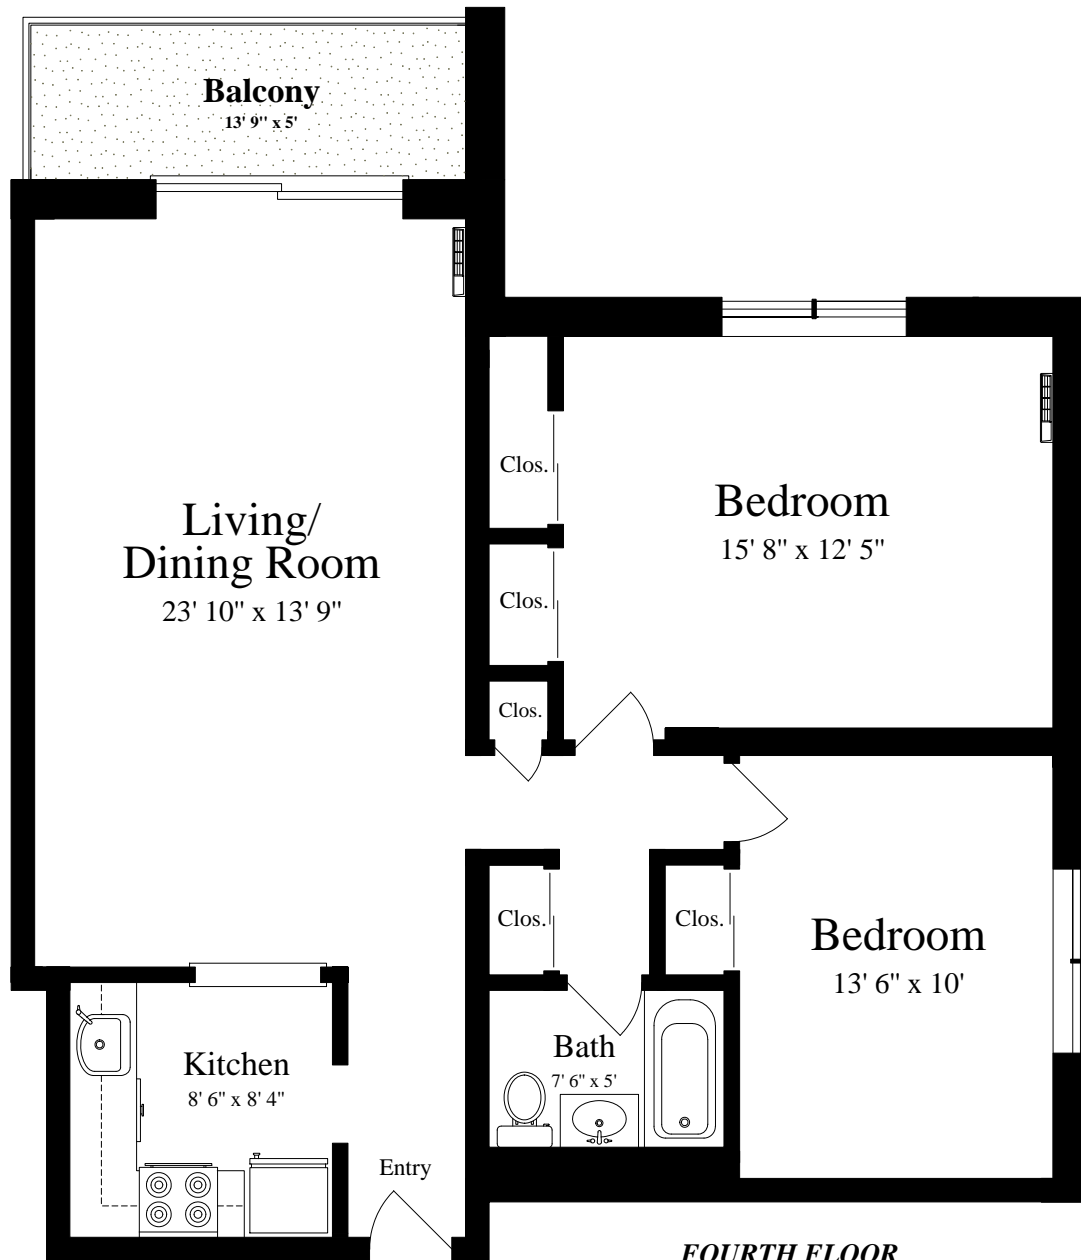 Balcony
13' 9" x 5'
Clos.
Bedroom
15' 8" x 12' 5"
Living/
Dining Room
23' 10" x 13' 9"
Clos.
Clos.
Clos.
Clos.
Bedroom
13' 6" x 10'
Kitchen
8' 6" x 8' 4"
Bath
7' 6" x 5'
Entry
FOURTH FLOOR